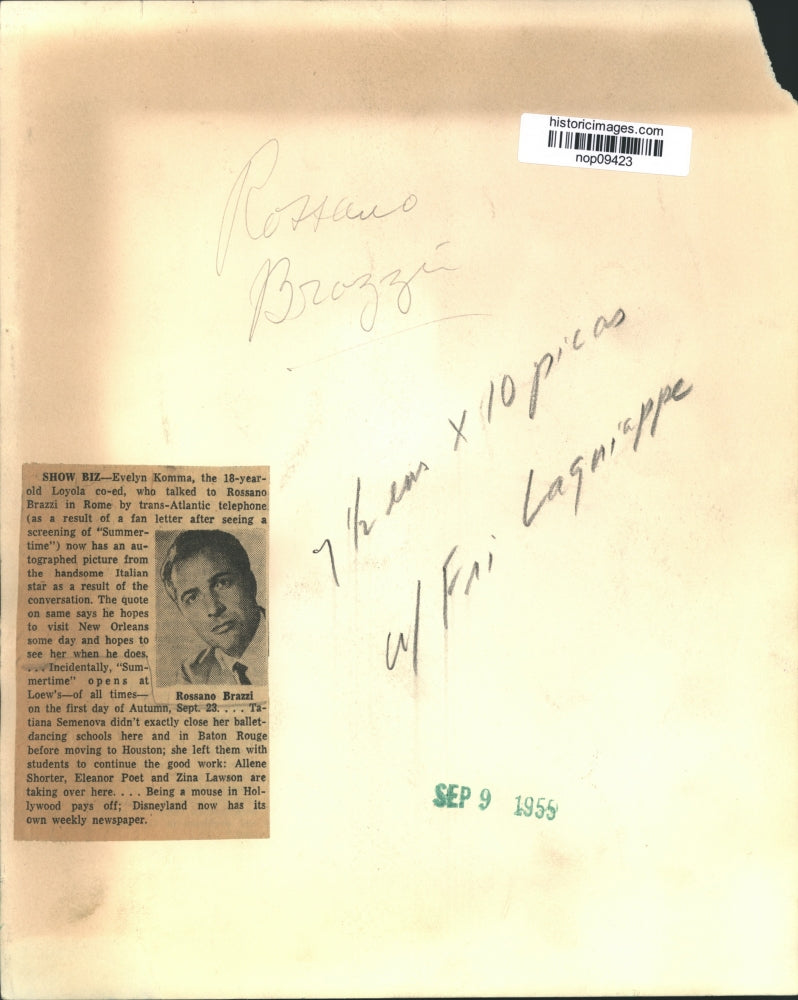 historicimages.com
nop09423
Rossano
Brazzi
7 1/2 ems x 10 picas
w/ Fri Lagniappe
SHOW BIZ—Evelyn Komma, the 18-year-
old Loyola co-ed, who talked to Rossano
Brazzi in Rome by trans-Atlantic telephone
(as a result of a fan letter after seeing a
screening of "Summer-
time") now has an au-
tographed picture from
the handsome Italian
star as a result of the
conversation. The quote
on same says he hopes
to visit New Orleans
some day and hopes to
see her when he does.
. . . Incidentally, "Sum-
mertime" opens at
Loew's—of all times—
Rossano Brazzi
on the first day of Autumn, Sept. 23. . . . Ta-
tiana Semenova didn't exactly close her ballet-
dancing schools here and in Baton Rouge
before moving to Houston; she left them with
students to continue the good work: Allene
Shorter, Eleanor Poet and Zina Lawson are
taking over here. . . . Being a mouse in Hol-
lywood pays off; Disneyland now has its
own weekly newspaper.
SEP 9 1955